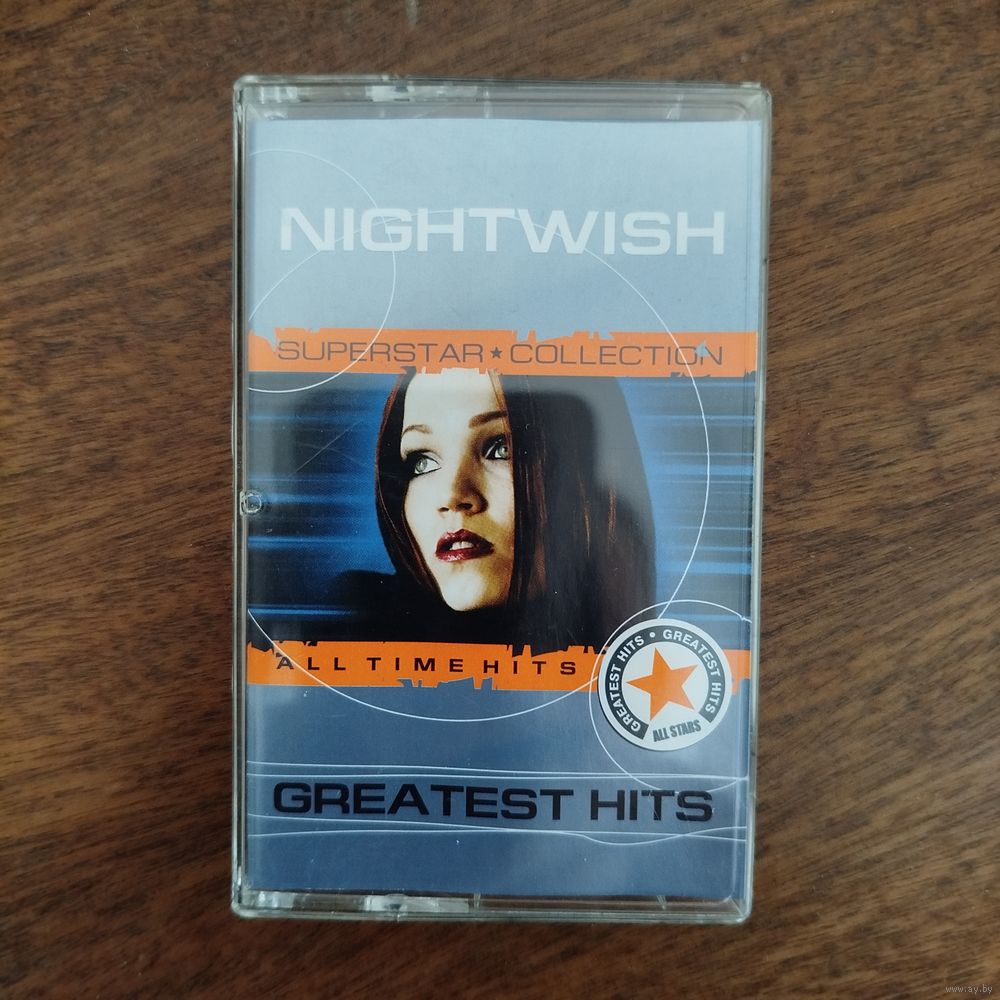 NIGHTWISH
SUPERSTAR★COLLECTION
ALL TIME HITS
GREATEST HITS • GREATEST HITS
ALL STARS
GREATEST HITS
www.ay.by